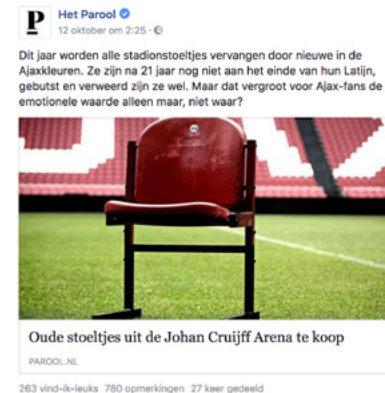 P Het Parool
12 oktober om 2:25 ·
Dit jaar worden alle stadionstoeltjes vervangen door nieuwe in de
Ajaxkleuren. Ze zijn na 21 jaar nog niet aan het einde van hun Latijn,
gebutst en verweerd zijn ze wel. Maar dat vergroot voor Ajax-fans de
emotionele waarde alleen maar, niet waar?
Oude stoeltjes uit de Johan Cruijff Arena te koop
PAROOL.NL
263 vind-ik-leuks 780 opmerkingen 27 keer gedeeld